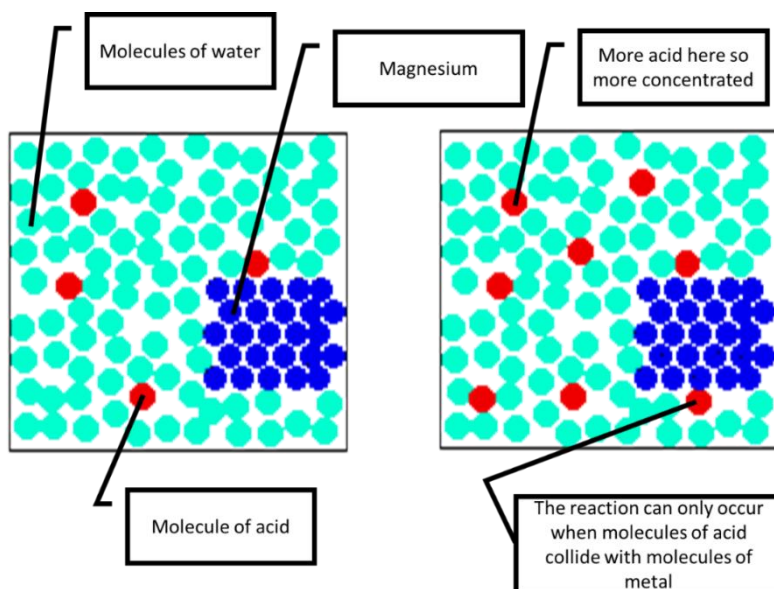 Molecules of water
Magnesium
More acid here so
more concentrated
Molecule of acid
The reaction can only occur
when molecules of acid
collide with molecules of
metal